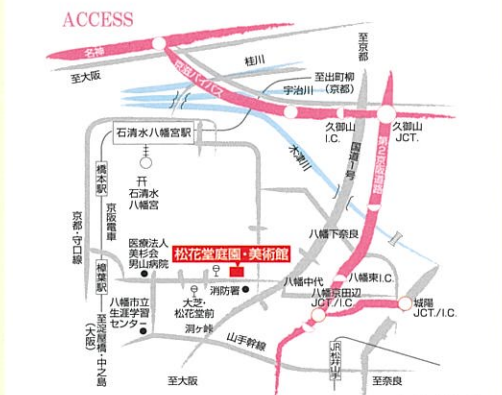 ACCESS
名神
至大阪
京滋バイパス
桂川
宇治川
至出町柳
（京都）
至京都
久御山
I.C.
久御山
JCT.
石清水八幡宮駅
木津川
国道1号
第2京阪道路
橋本駅
石清水
八幡宮
京阪電車
京都・守口線
樟葉駅
至淀屋橋・中之島
（大阪）
医療法人
美杉会
男山病院
松花堂庭園・美術館
八幡下奈良
消防署
大芝・
松花堂前
八幡市立
生涯学習
センター
洞ヶ峠
山手幹線
八幡中代
八幡東I.C.
八幡京田辺
JCT./I.C.
城陽
JCT./I.C.
JR松井山手
至大阪
至奈良